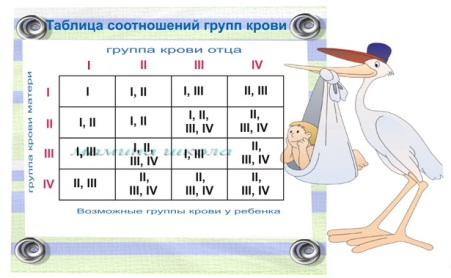 Таблица соотношений групп крови
группа крови отца
I II III IV
группа крови матери
I I I, II I, III II, III
II I, II I, II I, II, III, IV II, III, IV
III I, III I, II III, IV I, III II, III, IV
IV II, III II, III, IV II, III, IV II, III, IV
мамина школа
Возможные группы крови у ребенка